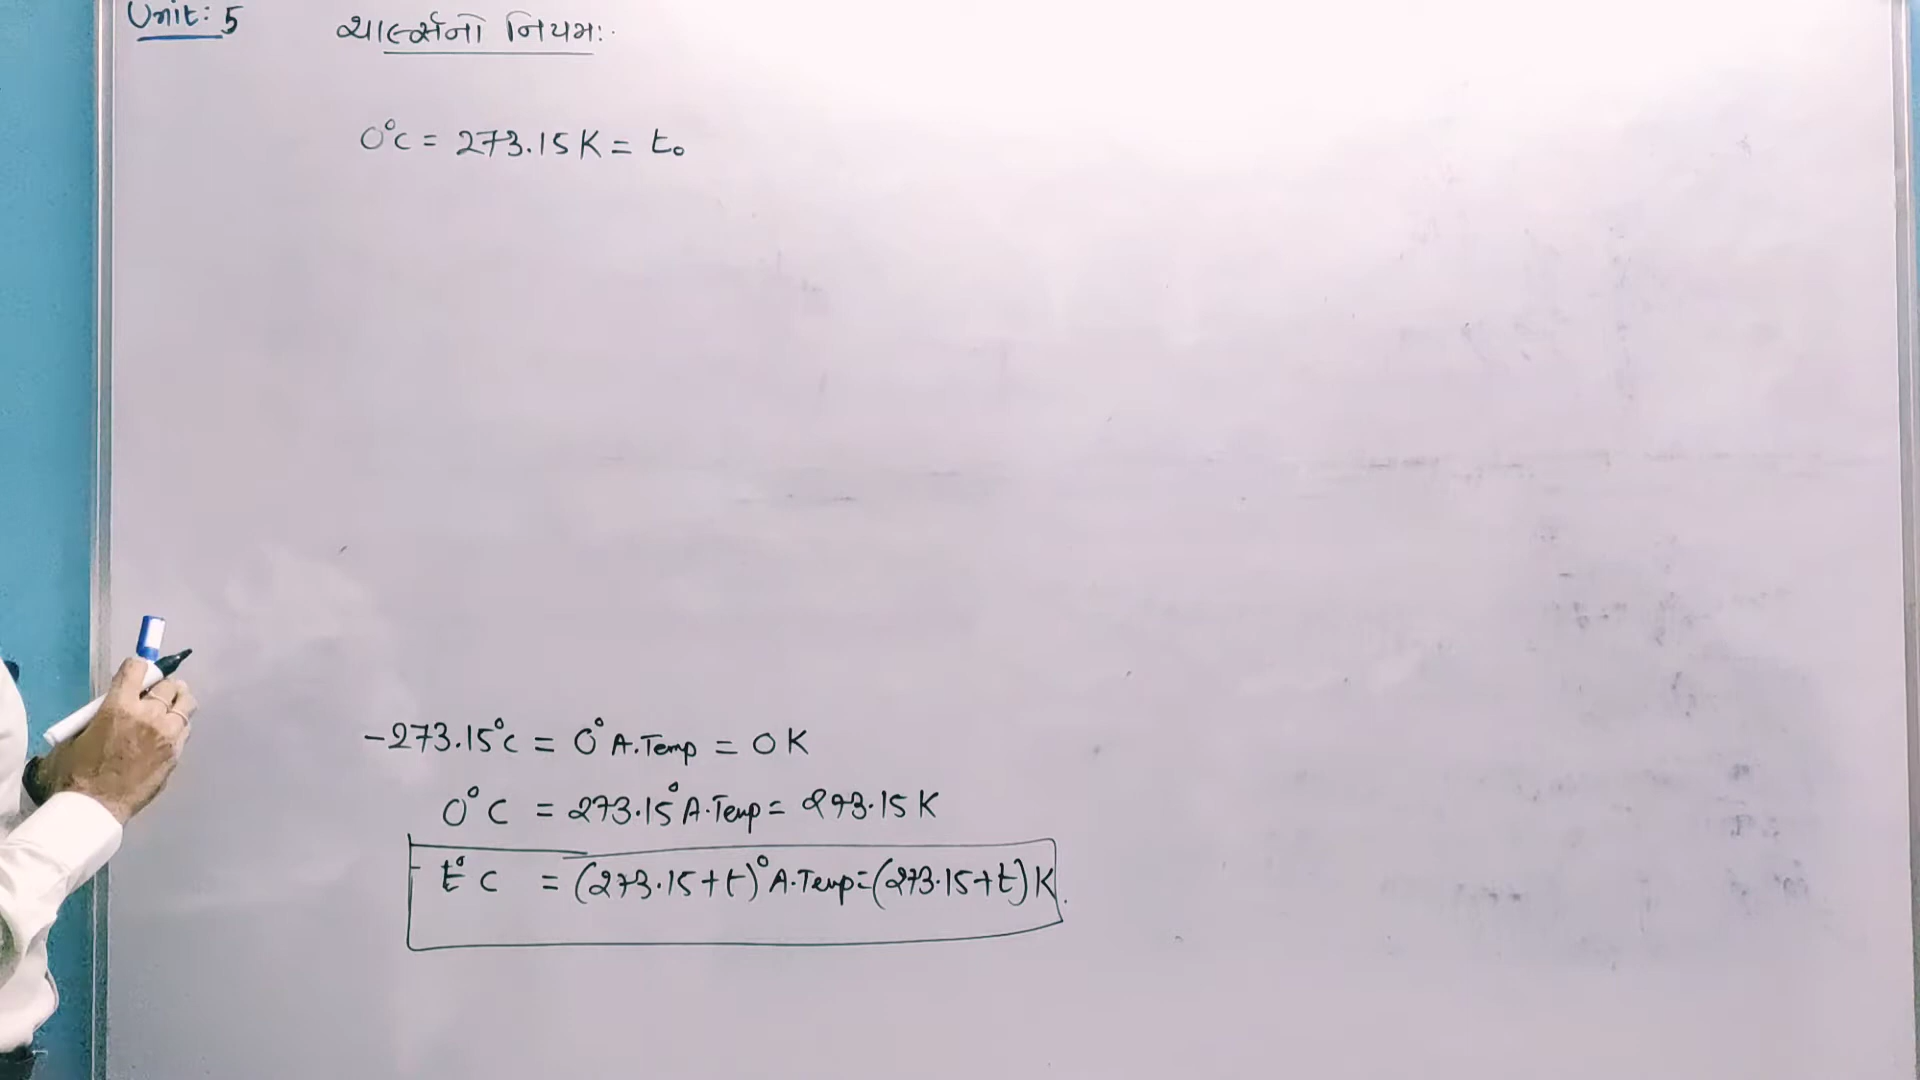 Unit: 5
ચાર્લ્સનો નિયમ:
0°C = 273.15 K = t₀
-273.15°C = 0° A.Temp = 0 K
0° C = 273.15° A.Temp = 273.15 K
t° C = (273.15+t)° A.Temp = (273.15+t) K.